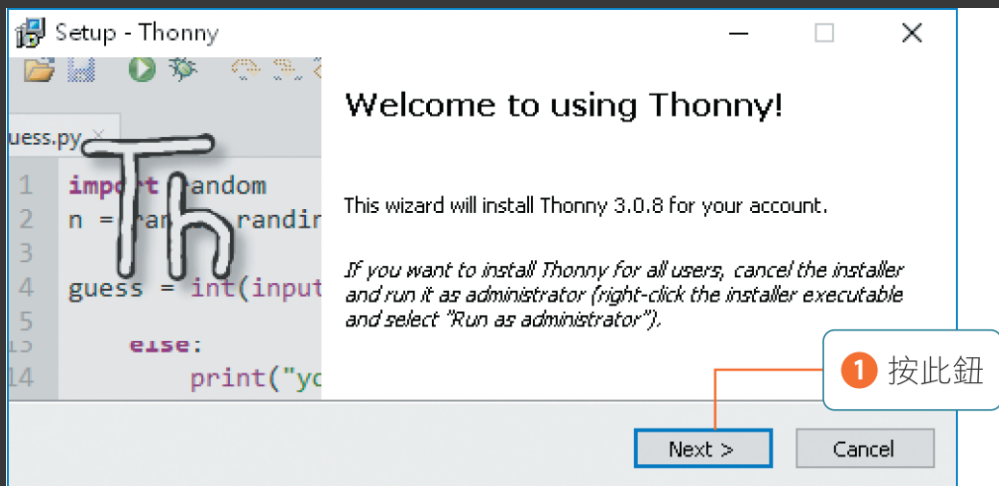 Setup - Thonny
uess.py
Th
1 import random
2 n = ran randin
3
4 guess = int(input
5
13 else:
14 print("yo
Welcome to using Thonny!
This wizard will install Thonny 3.0.8 for your account.
If you want to install Thonny for all users, cancel the installer
and run it as administrator (right-click the installer executable
and select "Run as administrator").
1 按此鈕
Next >
Cancel